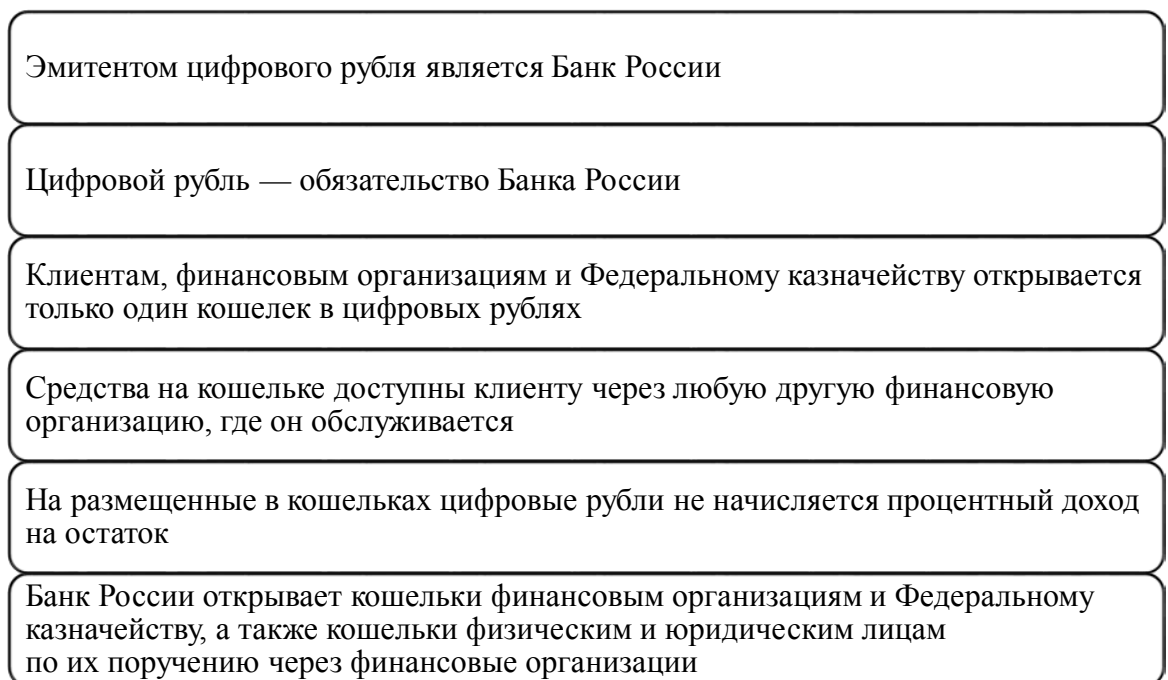 Эмитентом цифрового рубля является Банк России
Цифровой рубль — обязательство Банка России
Клиентам, финансовым организациям и Федеральному казначейству открывается
только один кошелек в цифровых рублях
Средства на кошельке доступны клиенту через любую другую финансовую
организацию, где он обслуживается
На размещенные в кошельках цифровые рубли не начисляется процентный доход
на остаток
Банк России открывает кошельки финансовым организациям и Федеральному
казначейству, а также кошельки физическим и юридическим лицам
по их поручению через финансовые организации